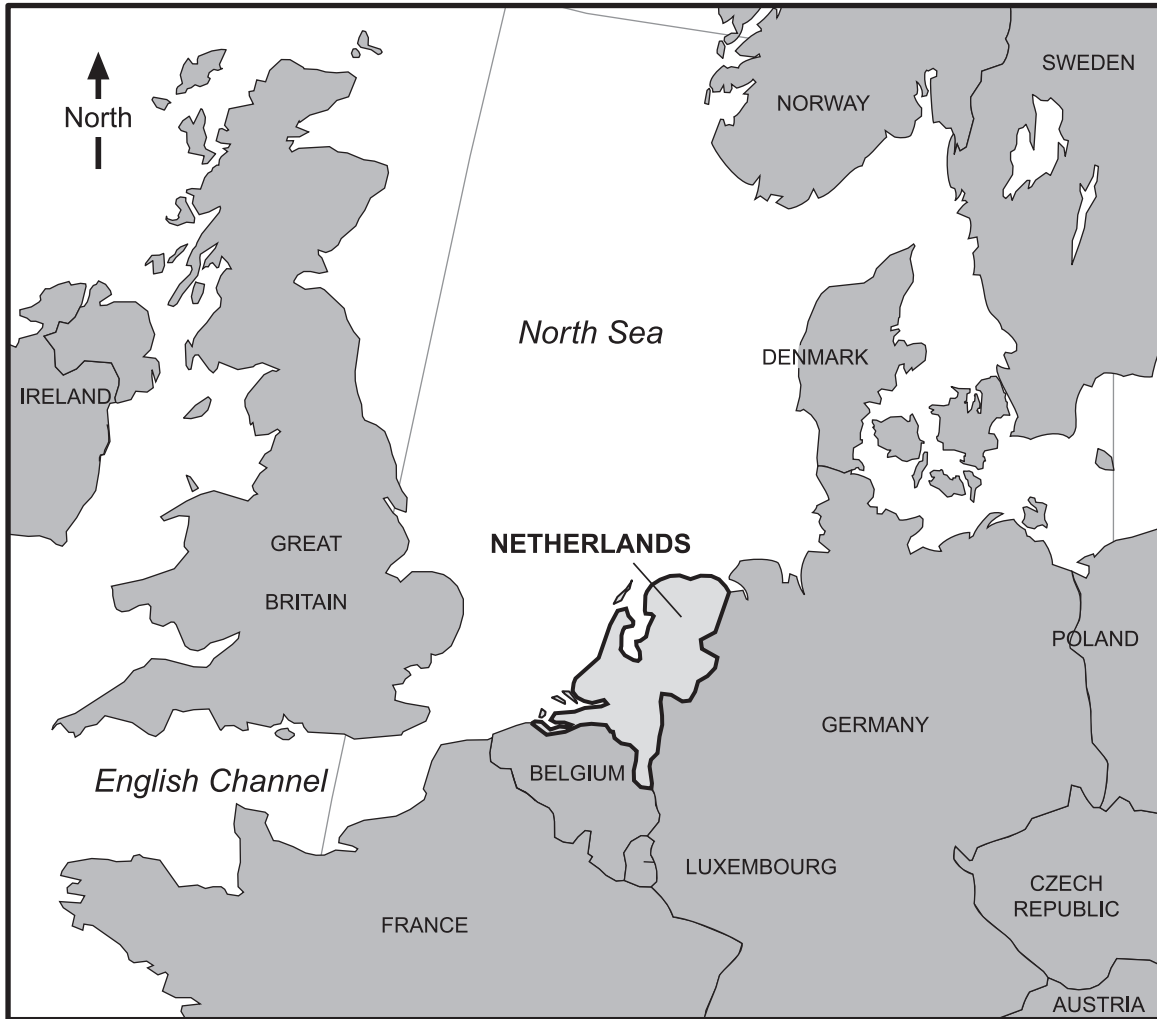 North
NORWAY
SWEDEN
North Sea
DENMARK
IRELAND
GREAT
BRITAIN
NETHERLANDS
POLAND
GERMANY
English Channel
BELGIUM
LUXEMBOURG
CZECH
REPUBLIC
FRANCE
AUSTRIA